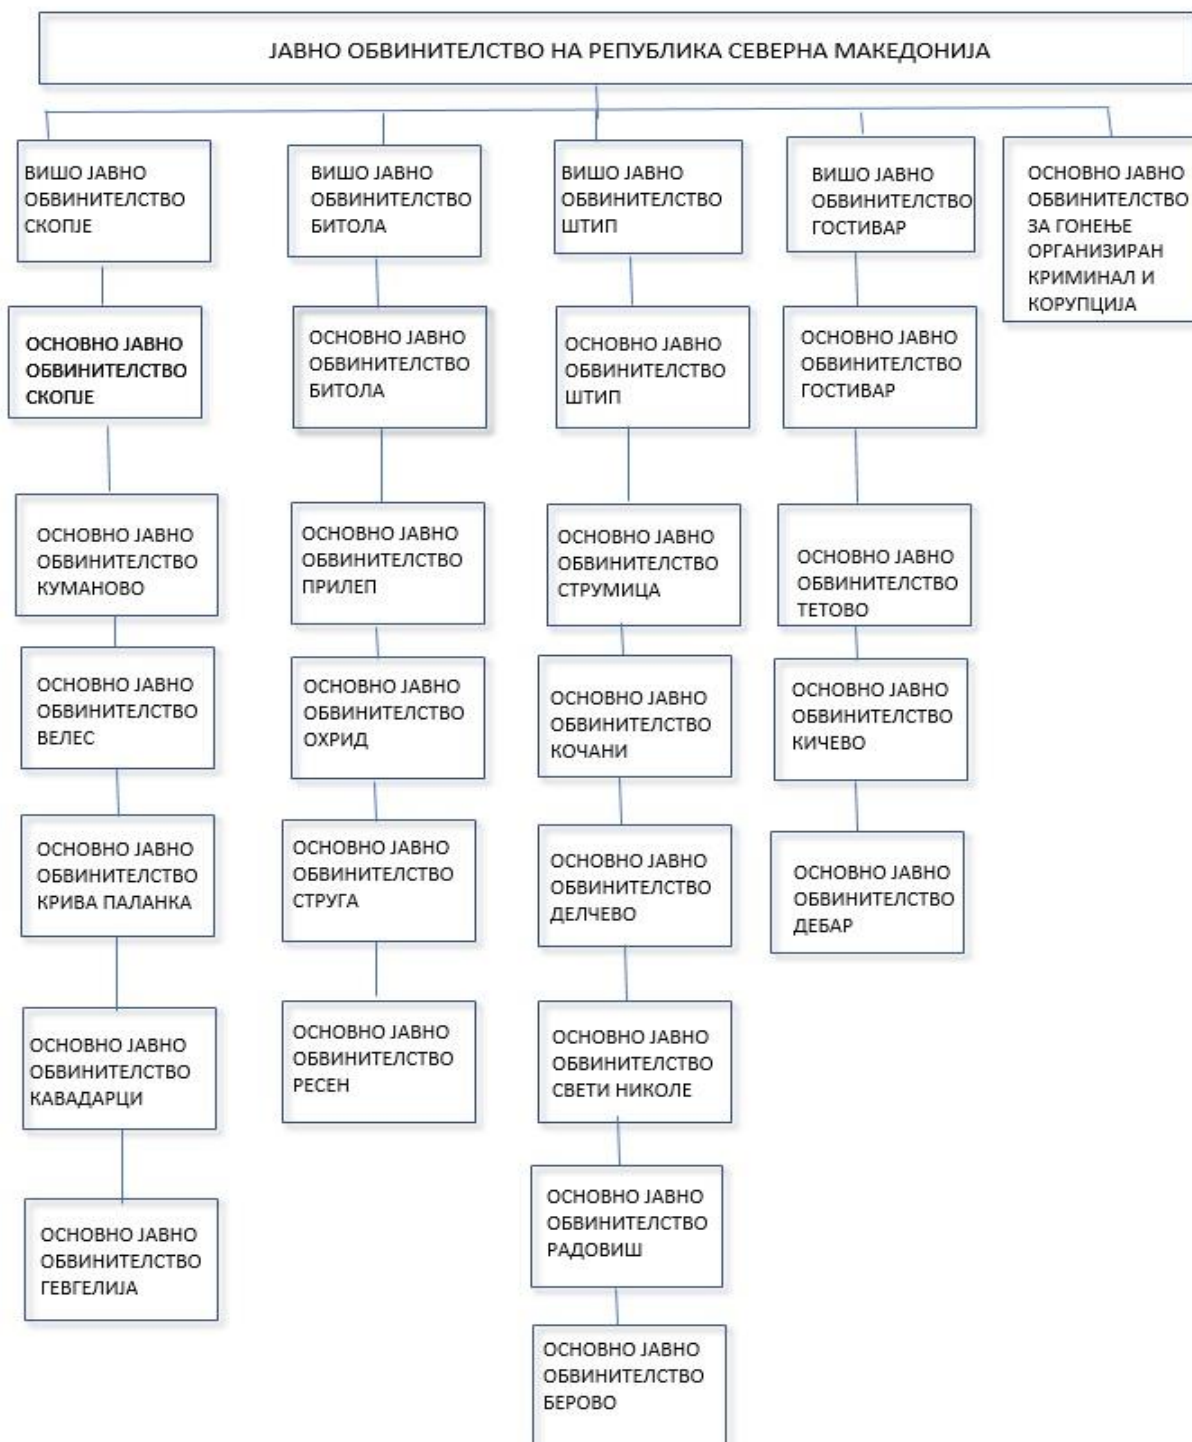 ЈАВНО ОБВИНИТЕЛСТВО НА РЕПУБЛИКА СЕВЕРНА МАКЕДОНИЈА
ВИШО ЈАВНО
ОБВИНИТЕЛСТВО
СКОПЈЕ
ВИШО ЈАВНО
ОБВИНИТЕЛСТВО
БИТОЛА
ВИШО ЈАВНО
ОБВИНИТЕЛСТВО
ШТИП
ВИШО ЈАВНО
ОБВИНИТЕЛСТВО
ГОСТИВАР
ОСНОВНО ЈАВНО
ОБВИНИТЕЛСТВО
ЗА ГОНЕЊЕ
ОРГАНИЗИРАН
КРИМИНАЛ И
КОРУПЦИЈА
ОСНОВНО ЈАВНО
ОБВИНИТЕЛСТВО
СКОПЈЕ
ОСНОВНО ЈАВНО
ОБВИНИТЕЛСТВО
БИТОЛА
ОСНОВНО ЈАВНО
ОБВИНИТЕЛСТВО
ШТИП
ОСНОВНО ЈАВНО
ОБВИНИТЕЛСТВО
ГОСТИВАР
ОСНОВНО ЈАВНО
ОБВИНИТЕЛСТВО
КУМАНОВО
ОСНОВНО ЈАВНО
ОБВИНИТЕЛСТВО
ПРИЛЕП
ОСНОВНО ЈАВНО
ОБВИНИТЕЛСТВО
СТРУМИЦА
ОСНОВНО ЈАВНО
ОБВИНИТЕЛСТВО
ТЕТОВО
ОСНОВНО ЈАВНО
ОБВИНИТЕЛСТВО
ВЕЛЕС
ОСНОВНО ЈАВНО
ОБВИНИТЕЛСТВО
ОХРИД
ОСНОВНО ЈАВНО
ОБВИНИТЕЛСТВО
КОЧАНИ
ОСНОВНО ЈАВНО
ОБВИНИТЕЛСТВО
КИЧЕВО
ОСНОВНО ЈАВНО
ОБВИНИТЕЛСТВО
КРИВА ПАЛАНКА
ОСНОВНО ЈАВНО
ОБВИНИТЕЛСТВО
СТРУГА
ОСНОВНО ЈАВНО
ОБВИНИТЕЛСТВО
ДЕЛЧЕВО
ОСНОВНО ЈАВНО
ОБВИНИТЕЛСТВО
ДЕБАР
ОСНОВНО ЈАВНО
ОБВИНИТЕЛСТВО
КАВАДАРЦИ
ОСНОВНО ЈАВНО
ОБВИНИТЕЛСТВО
РЕСЕН
ОСНОВНО ЈАВНО
ОБВИНИТЕЛСТВО
СВЕТИ НИКОЛЕ
ОСНОВНО ЈАВНО
ОБВИНИТЕЛСТВО
ГЕВГЕЛИЈА
ОСНОВНО ЈАВНО
ОБВИНИТЕЛСТВО
РАДОВИШ
ОСНОВНО ЈАВНО
ОБВИНИТЕЛСТВО
БЕРОВО